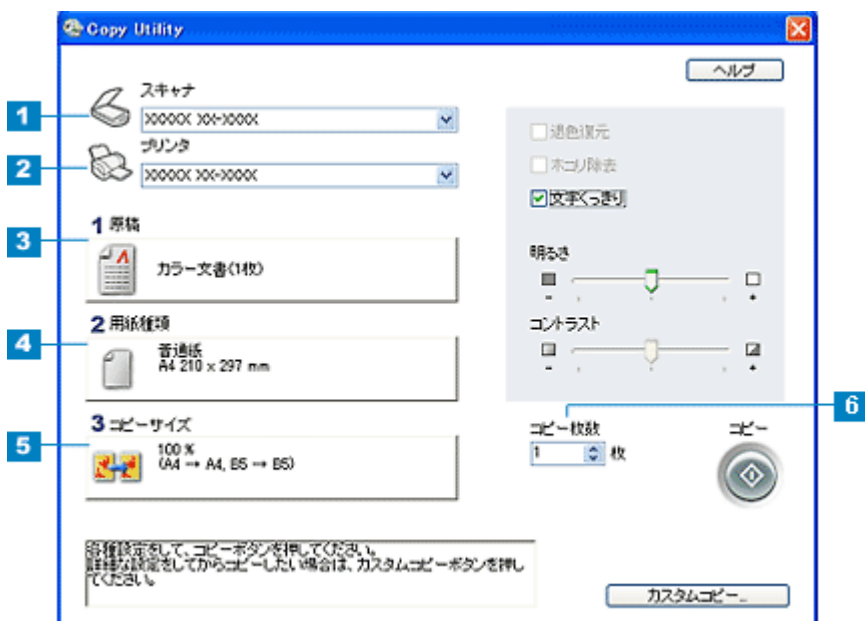 Copy Utility
ヘルプ
スキャナ
1
XXXXX XX-XXXX
プリンタ
2
XXXXX XX-XXXX
退色復元
ホコリ除去
文字くっきり
1 原稿
3
カラー文書(1枚)
明るさ
- +
コントラスト
- +
2 用紙種類
4
普通紙
A4 210 x 297 mm
6
3 コピーサイズ
5
100 %
(A4 → A4, B5 → B5)
コピー枚数
1 枚
コピー
各種設定をして、コピーボタンを押してください。
詳細な設定をしてからコピーしたい場合は、カスタムコピーボタンを押し
てください。
カスタムコピー...